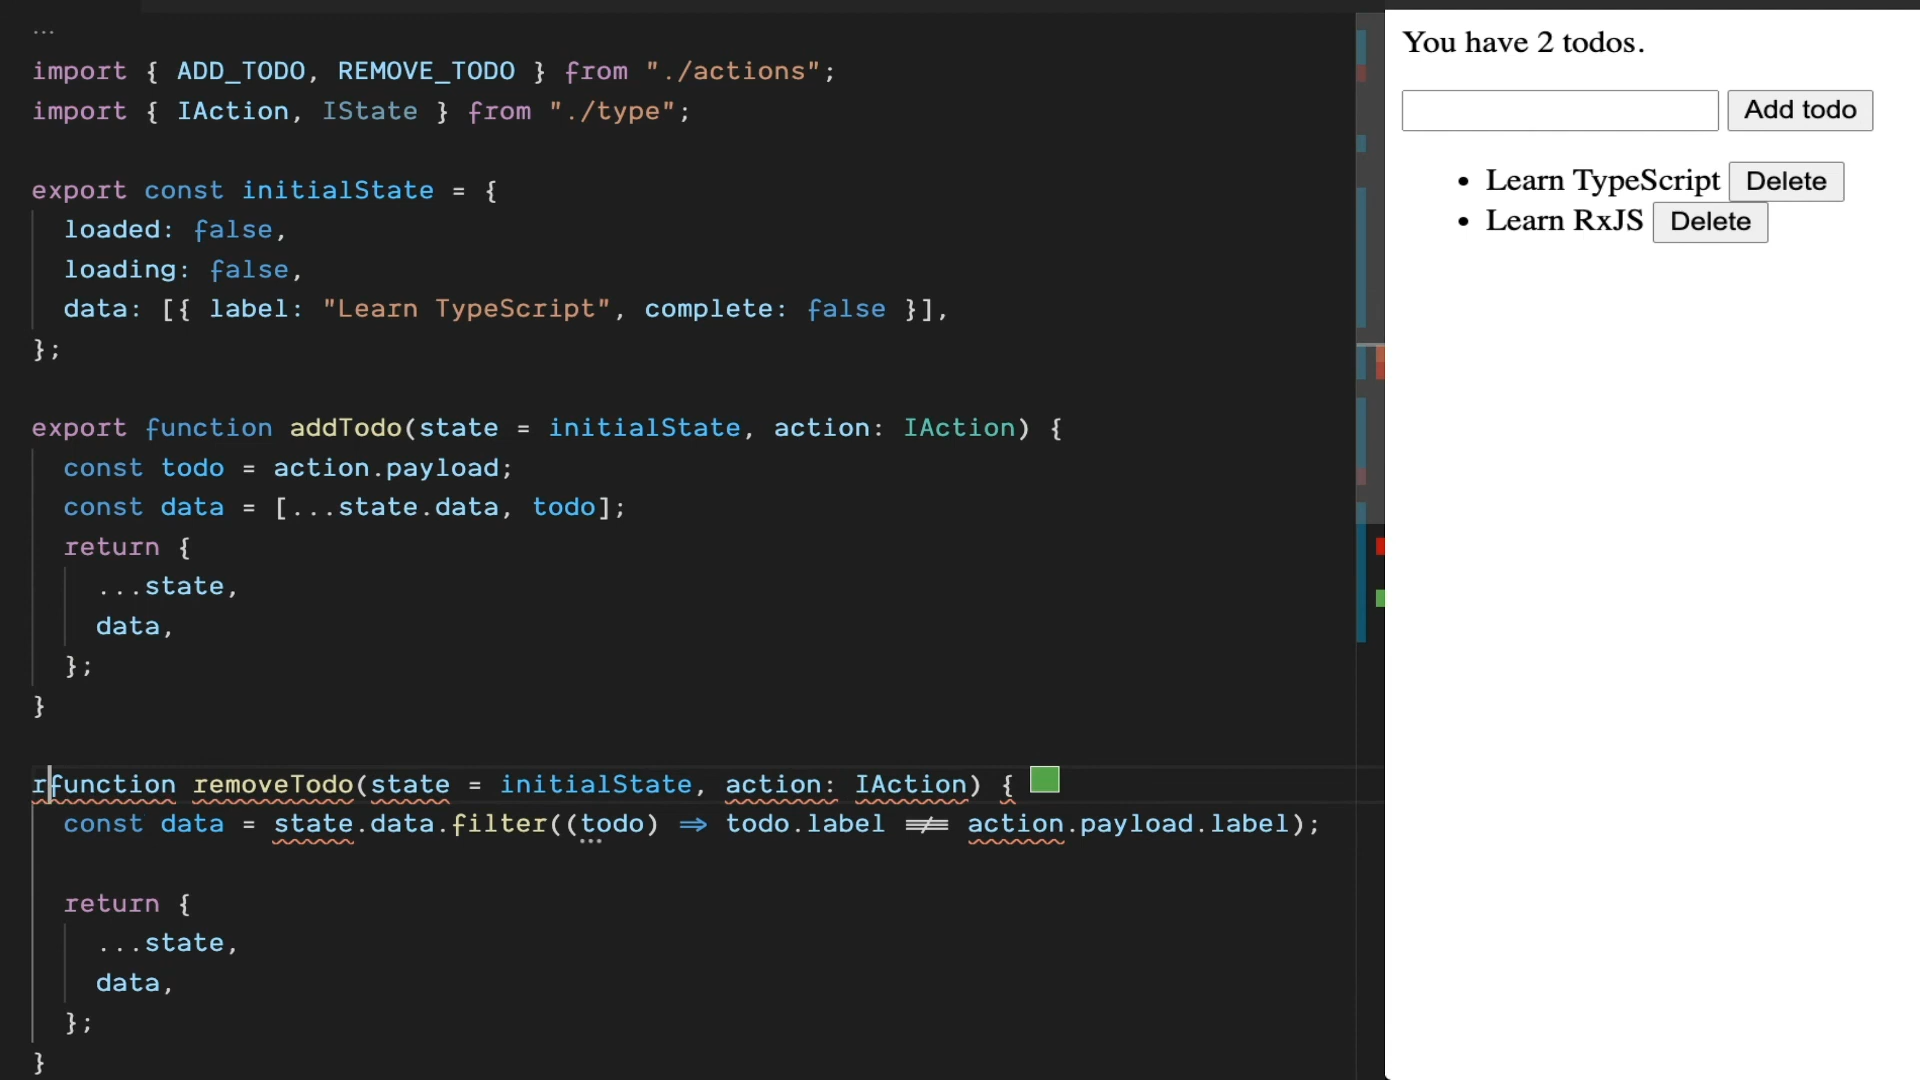 ...
import { ADD_TODO, REMOVE_TODO } from "./actions";
import { IAction, IState } from "./type";
export const initialState = {
loaded: false,
loading: false,
data: [{ label: "Learn TypeScript", complete: false }],
};
export function addTodo(state = initialState, action: IAction) {
const todo = action.payload;
const data = [...state.data, todo];
return {
...state,
data,
};
}
rfunction removeTodo(state = initialState, action: IAction) {
const data = state.data.filter((todo) => todo.label !== action.payload.label);
return {
...state,
data,
};
}
You have 2 todos.
Add todo
• Learn TypeScript Delete
• Learn RxJS Delete